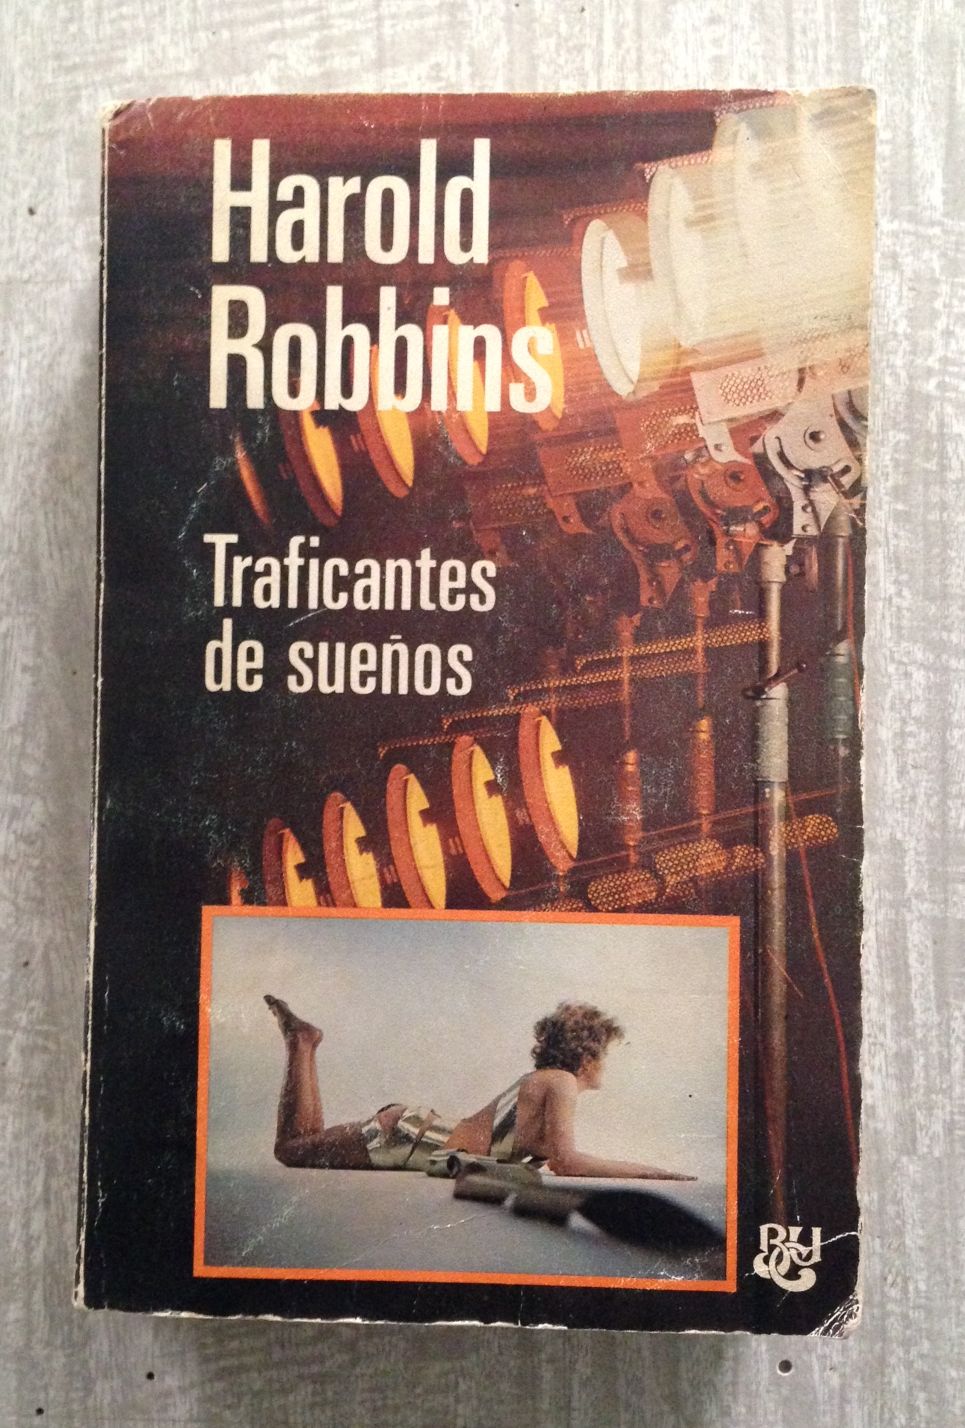 Harold
Robbins
Traficantes
de sueños